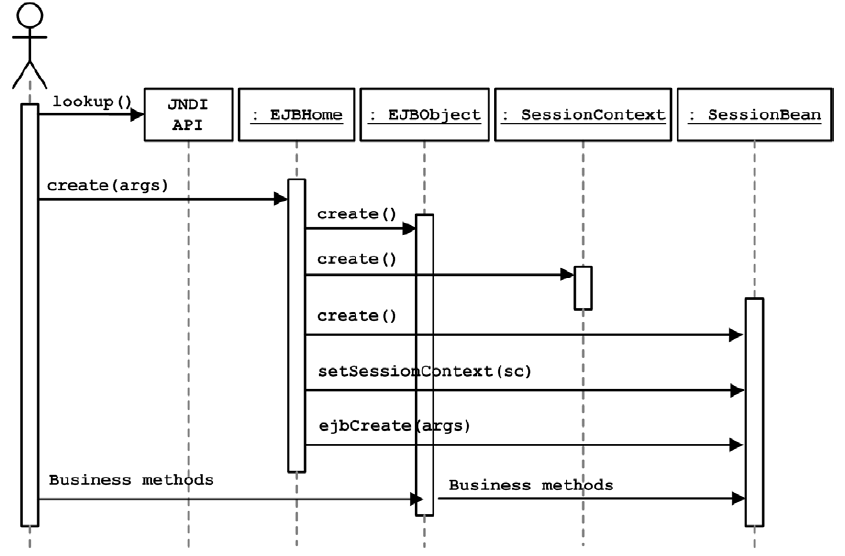 lookup()
JNDI
API
: EJBHome
: EJBObject
: SessionContext
: SessionBean
create(args)
create()
create()
create()
setSessionContext(sc)
ejbCreate(args)
Business methods
Business methods